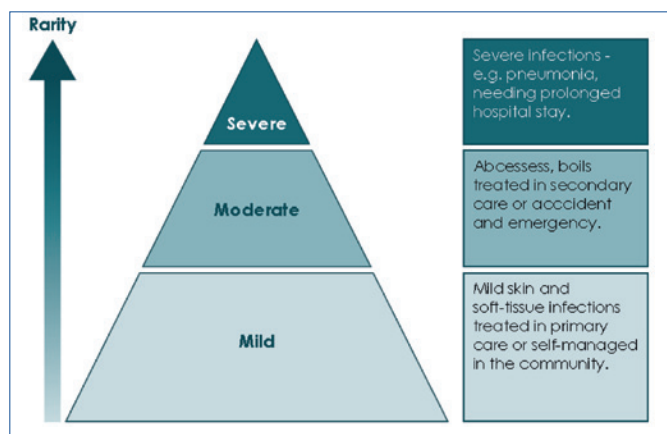 Rarity
Severe
Moderate
Mild
Severe infections -
e.g. pneumonia,
needing prolonged
hospital stay.
Abcessess, boils
treated in secondary
care or acccident
and emergency.
Mild skin and
soft-tissue infections
treated in primary
care or self-managed
in the community.